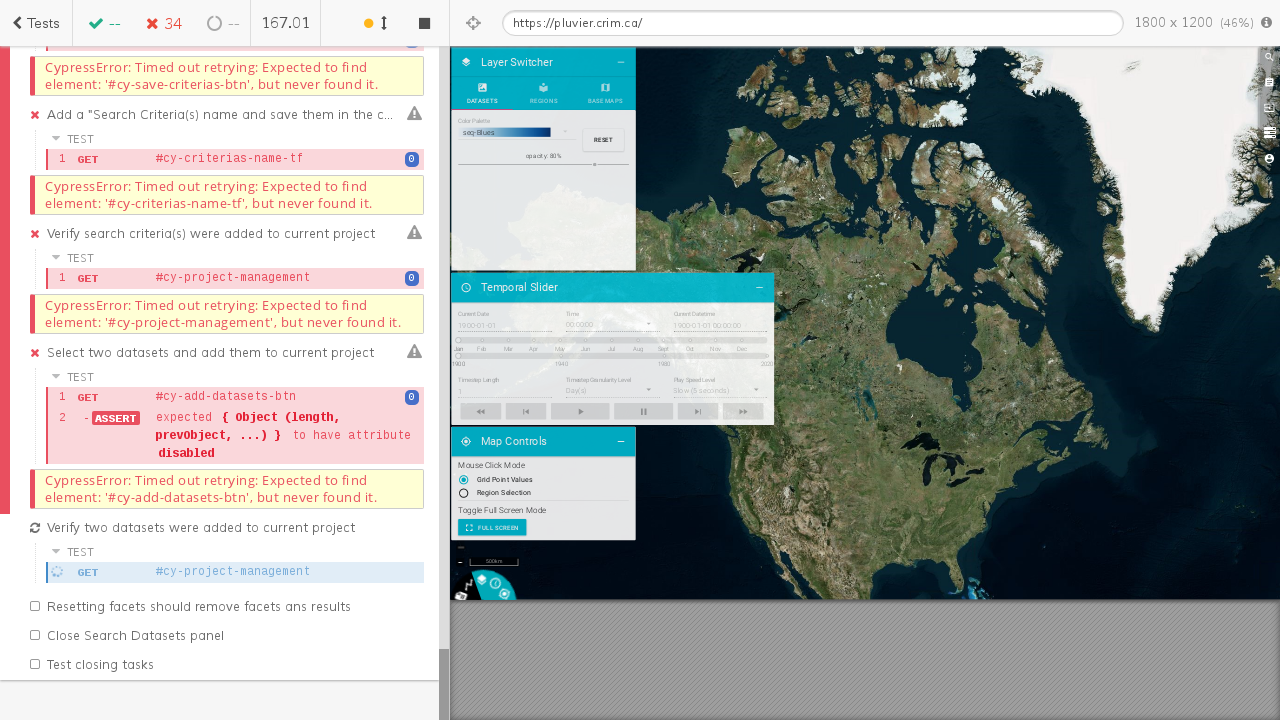 Tests
--
34
--
167.01
https://pluvier.crim.ca/
1800 x 1200 (46%)
CypressError: Timed out retrying: Expected to find
element: '#cy-save-criterias-btn', but never found it.
Add a "Search Criteria(s) name and save them in the c...
TEST
1 GET #cy-criterias-name-tf 0
CypressError: Timed out retrying: Expected to find
element: '#cy-criterias-name-tf', but never found it.
Verify search criteria(s) were added to current project
TEST
1 GET #cy-project-management 0
CypressError: Timed out retrying: Expected to find
element: '#cy-project-management', but never found it.
Select two datasets and add them to current project
TEST
1 GET #cy-add-datasets-btn 0
2 -ASSERT expected { Object (length,
prevObject, ...) } to have attribute
disabled
CypressError: Timed out retrying: Expected to find
element: '#cy-add-datasets-btn', but never found it.
Verify two datasets were added to current project
TEST
GET #cy-project-management
Resetting facets should remove facets ans results
Close Search Datasets panel
Test closing tasks
Layer Switcher
DATASETS REGIONS BASE MAPS
Color Palette
seq-Blues
RESET
opacity: 80%
Temporal Slider
Current Date Time Current Datetime
1900-01-01 00:00:00 1900-01-01 00:00:00
Jan Feb Mar Apr May Jun Jul Aug Sept Oct Nov Dec
1900 1940 1980 2020
Timestep Length Timestep Granularity Level Play Speed Level
1 Day(s) Slow (5 seconds)
Map Controls
Mouse Click Mode
Grid Point Values
Region Selection
Toggle Full Screen Mode
FULL SCREEN
500km